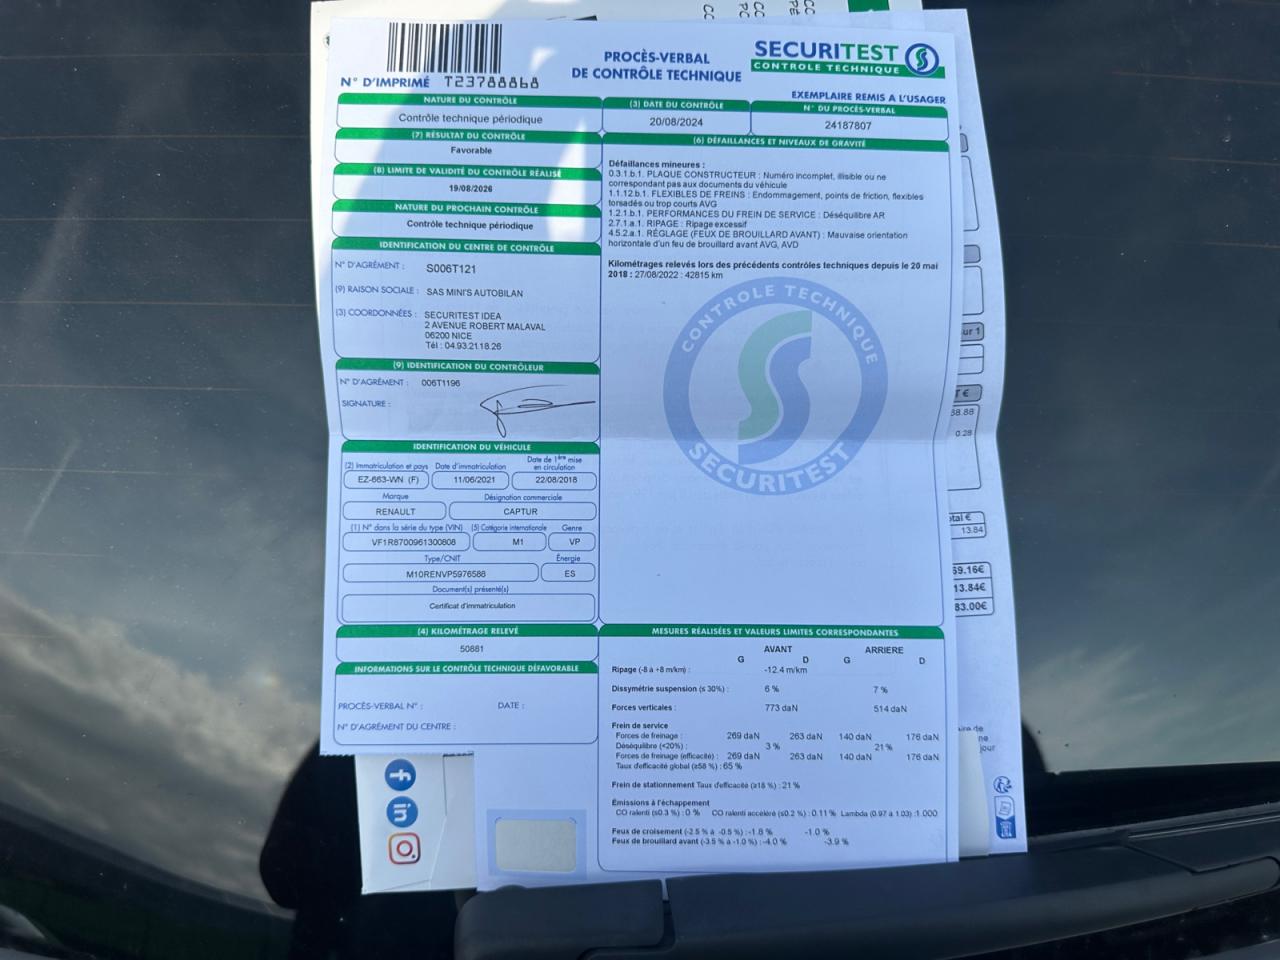 N° D'IMPRIMÉ T23788868
PROCÈS-VERBAL
DE CONTRÔLE TECHNIQUE
SECURITEST
CONTROLE TECHNIQUE
EXEMPLAIRE REMIS A L'USAGER
NATURE DU CONTRÔLE
Contrôle technique périodique
(3) DATE DU CONTRÔLE
20/08/2024
N° DU PROCÈS-VERBAL
24187807
(7) RÉSULTAT DU CONTRÔLE
Favorable
(8) LIMITE DE VALIDITÉ DU CONTRÔLE RÉALISÉ
19/08/2026
NATURE DU PROCHAIN CONTRÔLE
Contrôle technique périodique
IDENTIFICATION DU CENTRE DE CONTRÔLE
N° D'AGRÉMENT : S006T121
(9) RAISON SOCIALE : SAS MINI'S AUTOBILAN
(3) COORDONNÉES : SECURITEST IDEA
2 AVENUE ROBERT MALAVAL
06200 NICE
Tél : 04.93.21.18.26
(9) IDENTIFICATION DU CONTRÔLEUR
N° D'AGRÉMENT : 006T1196
SIGNATURE :
IDENTIFICATION DU VÉHICULE
(2) Immatriculation et pays Date d'immatriculation Date de 1ère mise en circulation
EZ-663-WN (F) 11/06/2021 22/08/2018
Marque Désignation commerciale
RENAULT CAPTUR
(1) N° dans la série du type (VIN) (5) Catégorie internationale Genre
VF1R8700961300808 M1 VP
Type/CNIT Énergie
M10RENVP5976586 ES
Document(s) présenté(s)
Certificat d'immatriculation
(4) KILOMÉTRAGE RELEVÉ
50881
INFORMATIONS SUR LE CONTRÔLE TECHNIQUE DÉFAVORABLE
PROCÈS-VERBAL N° : DATE :
N° D'AGRÉMENT DU CENTRE :
(6) DÉFAILLANCES ET NIVEAUX DE GRAVITÉ
Défaillances mineures :
0.3.1.b.1. PLAQUE CONSTRUCTEUR : Numéro incomplet, illisible ou ne
correspondant pas aux documents du véhicule
1.1.12.b.1. FLEXIBLES DE FREINS : Endommagement, points de friction, flexibles
torsadés ou trop courts AVG
1.2.1.b.1. PERFORMANCES DU FREIN DE SERVICE : Déséquilibre AR
2.7.1.a.1. RIPAGE : Ripage excessif
4.5.2.a.1. RÉGLAGE (FEUX DE BROUILLARD AVANT) : Mauvaise orientation
horizontale d'un feu de brouillard avant AVG, AVD
Kilométrages relevés lors des précédents contrôles techniques depuis le 20 mai
2018 : 27/08/2022 : 42815 km
CONTROLE TECHNIQUE
SECURITEST
MESURES RÉALISÉES ET VALEURS LIMITES CORRESPONDANTES
AVANT ARRIERE
G D G D
Ripage (-8 à +8 m/km) : -12.4 m/km
Dissymétrie suspension (≤ 30%) : 6 % 7 %
Forces verticales : 773 daN 514 daN
Frein de service
Forces de freinage : 269 daN 263 daN 140 daN 176 daN
Déséquilibre (<20%) : 3 % 21 %
Forces de freinage (efficacité) : 269 daN 263 daN 140 daN 176 daN
Taux d'efficacité global (≥58 %) : 65 %
Frein de stationnement Taux d'efficacité (≥18 %) : 21 %
Émissions à l'échappement
CO ralenti (≤0.3 %) : 0 % CO ralenti accéléré (≤0.2 %) : 0.11 % Lambda (0.97 à 1.03) : 1.000
Feux de croisement (-2.5 % à -0.5 %) : -1.8 % -1.0 %
Feux de brouillard avant (-3.5 % à -1.0 %) : -4.0 % -3.9 %
ur 1
T €
0.28
tal €
13.84
13.84€
83.00€
ne
jour